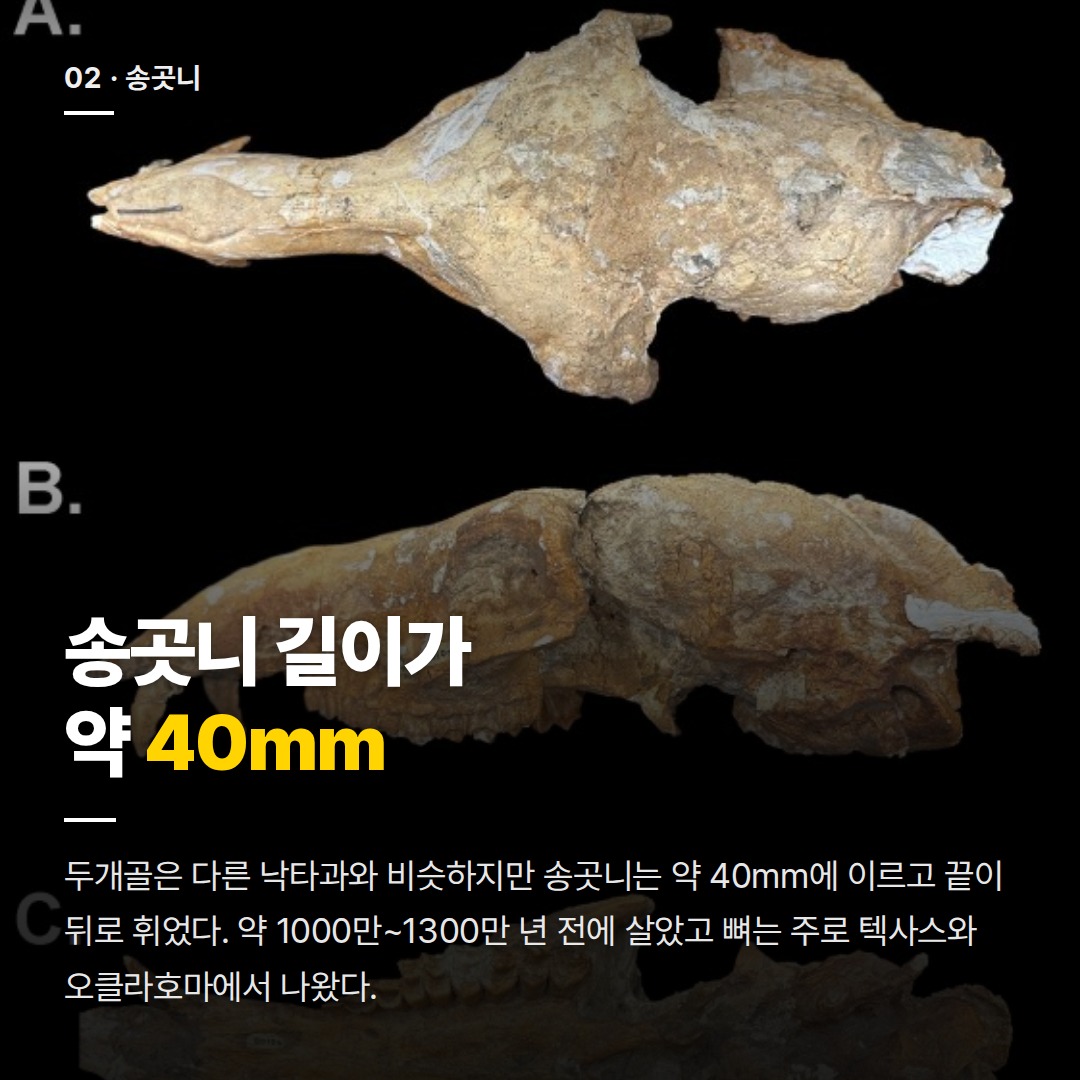 A.
02 · 송곳니
B.
송곳니 길이가
약 40mm
두개골은 다른 낙타과와 비슷하지만 송곳니는 약 40mm에 이르고 끝이
C.
뒤로 휘었다. 약 1000만~1300만 년 전에 살았고 뼈는 주로 텍사스와
오클라호마에서 나왔다.